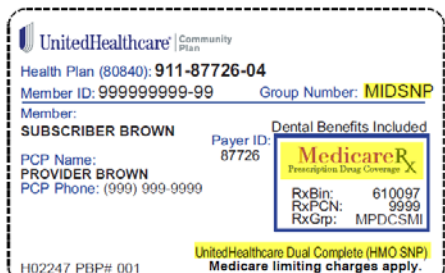 UnitedHealthcare® Community Plan
Health Plan (80840): 911-87726-04
Member ID: 999999999-99 Group Number: MIDSNP
Member:
SUBSCRIBER BROWN
Dental Benefits Included
Payer ID:
87726
PCP Name:
PROVIDER BROWN
PCP Phone: (999) 999-9999
MedicareRx
Prescription Drug Coverage
RxBin: 610097
RxPCN: 9999
RxGrp: MPDCSMI
UnitedHealthcare Dual Complete (HMO SNP)
H02247 PBP# 001 Medicare limiting charges apply.